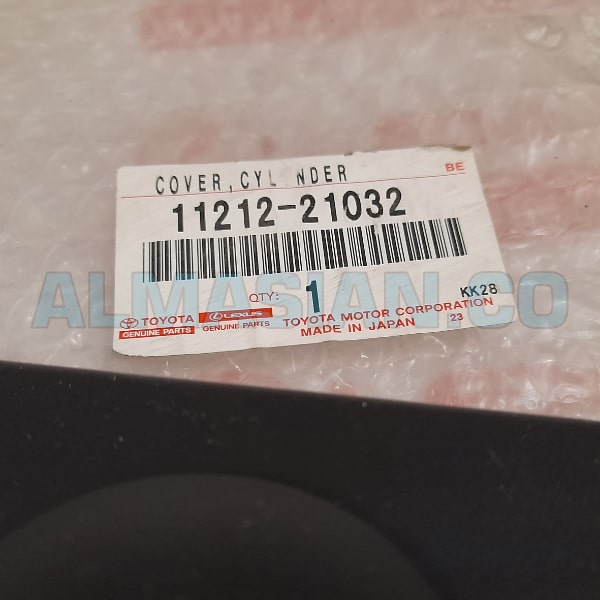 COVER, CYL NDER
BE
11212-21032
QTY: 1
KK28
TOYOTA
GENUINE PARTS
LEXUS
GENUINE PARTS
TOYOTA MOTOR CORPORATION
MADE IN JAPAN 23
ALMASIAN.CO